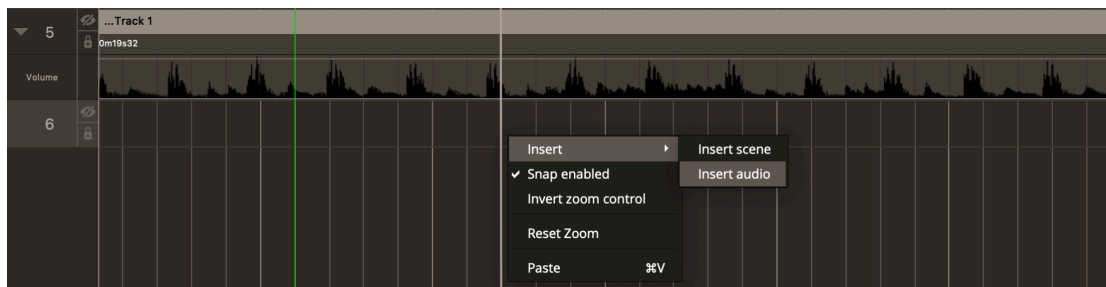 ...Track 1
5
0m19s32
Volume
6
Insert
Insert scene
Snap enabled
Insert audio
Invert zoom control
Reset Zoom
Paste ⌘V